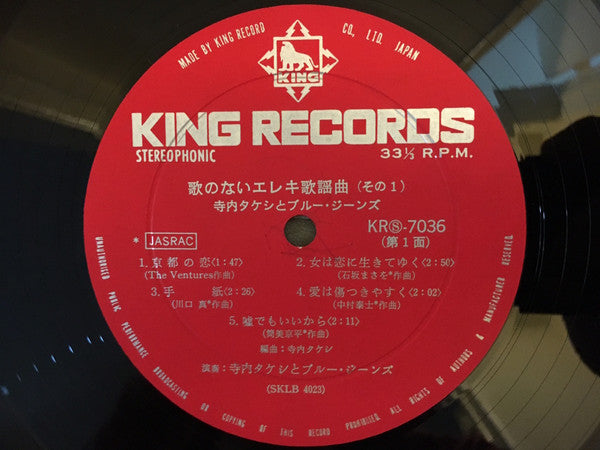 MADE BY KING RECORD CO., LTD. JAPAN
KING
KING RECORDS
STEREOPHONIC
33⅓ R.P.M.
歌のないエレキ歌謡曲(その1)
寺内タケシとブルー・ジーンズ
KRⓈ-7036
* JASRAC
(第1面)
1. 京都の恋〈1:47〉
(The Ventures作曲)
2. 女は恋に生きてゆく〈2:50〉
(石坂まさを*作曲)
3. 手紙〈2:26〉
(川口 真*作曲)
4. 愛は傷つきやすく〈2:02〉
(中村泰士*作曲)
5. 嘘でもいいから〈2:11〉
(筒美京平*作曲)
編曲:寺内タケシ
演奏:寺内タケシとブルー・ジーンズ
(SKLB 4023)
UNAUTHORIZED PUBLIC PERFORMANCE BROADCASTING OR COPYING OF THIS RECORD PROHIBITED. ALL RIGHTS OF AUTHORS & MANUFACTURERS RESERVED.